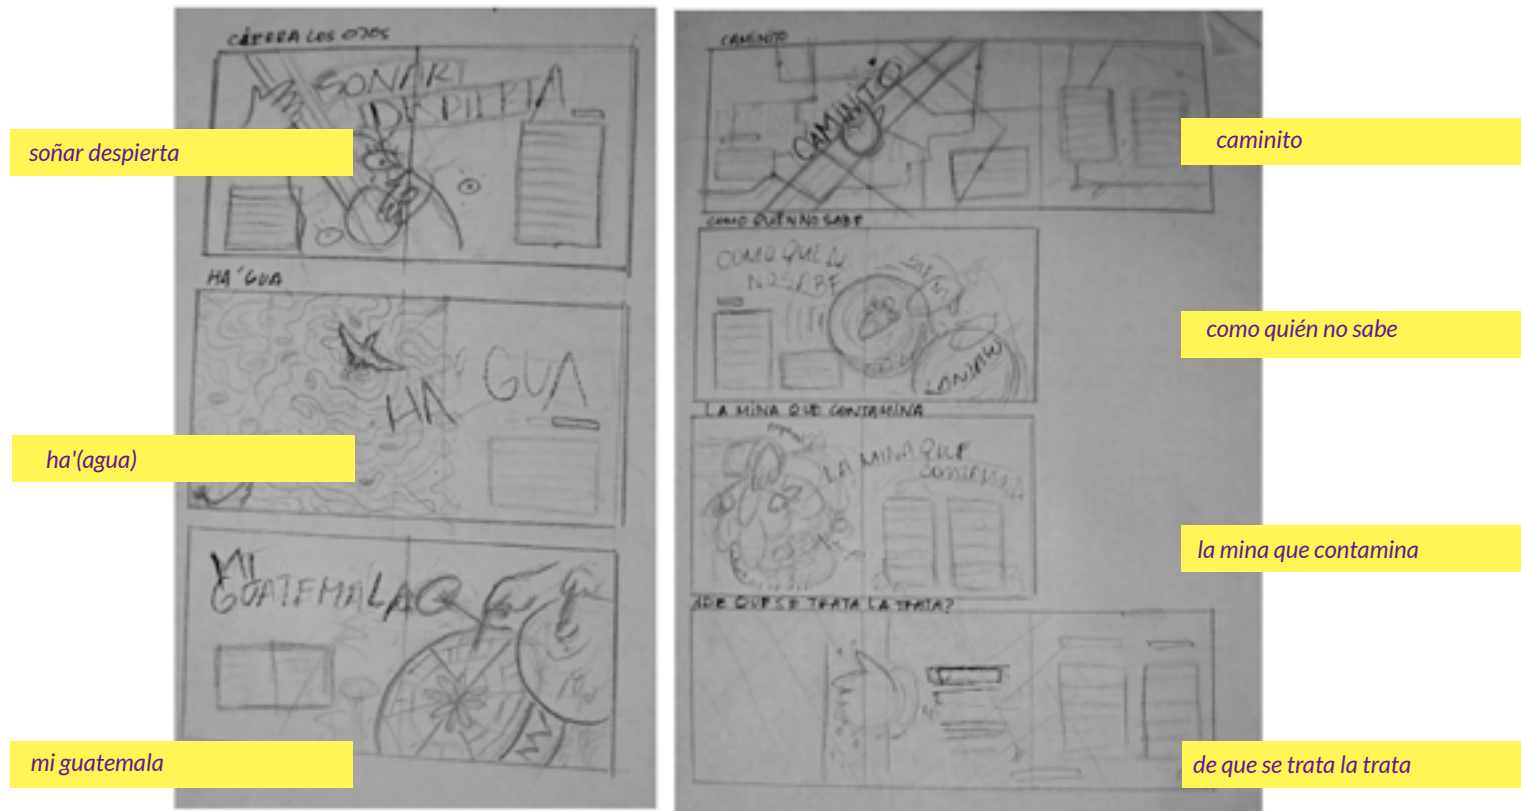 CIERRA LOS OJOS
SOÑAR
DESPIERTA
soñar despierta
HA´GUA
HA´GUA
ha'(agua)
MI
GUATEMALA
mi guatemala
CAMINITO
CAMINITO
caminito
COMO QUIÉN NO SABE
COMO QUIEN
NO SABE
como quién no sabe
LA MINA QUE CONTAMINA
LA MINA QUE
CONTAMINA
la mina que contamina
¿DE QUE SE TRATA LA TRATA?
de que se trata la trata